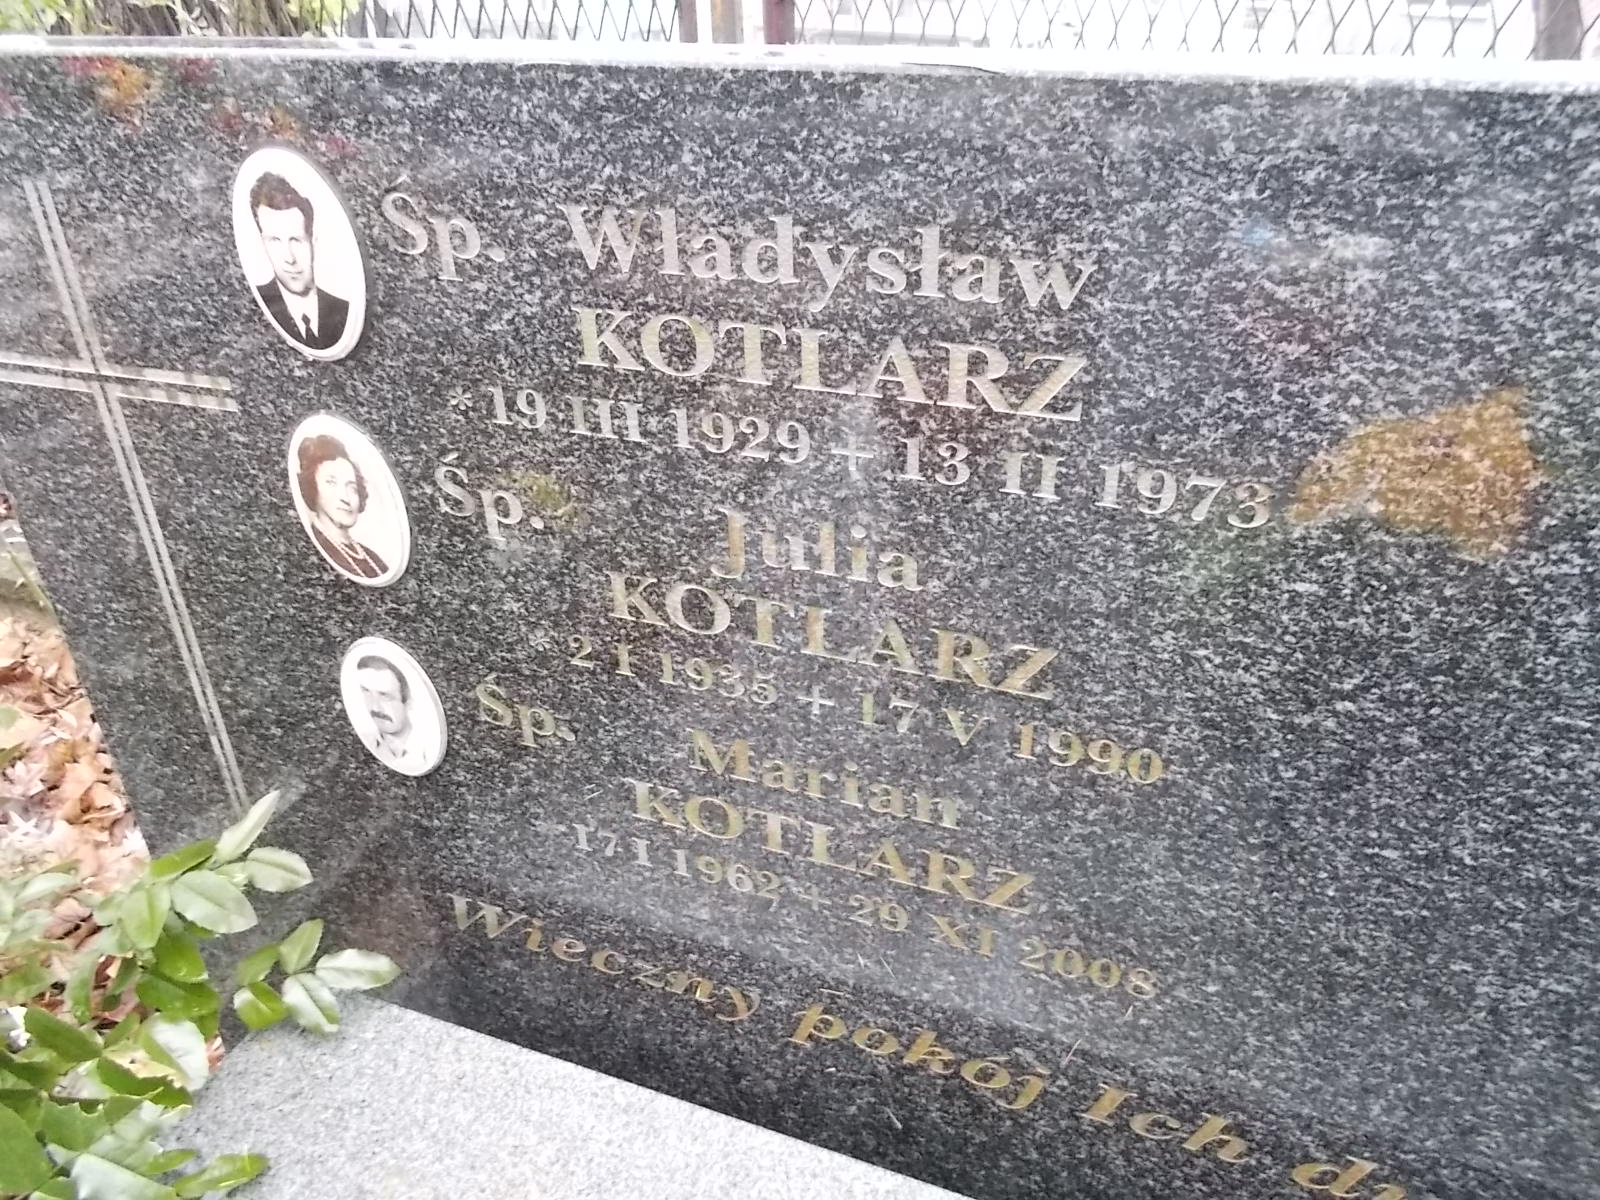 Śp. Władysław
KOTLARZ
* 19 III 1929 + 13 II 1973
Śp. Julia
KOTLARZ
* 2 I 1935 + 17 V 1990
Śp. Marian
KOTLARZ
17 I 1962 + 29 XI 2008
Wieczny pokój Ich